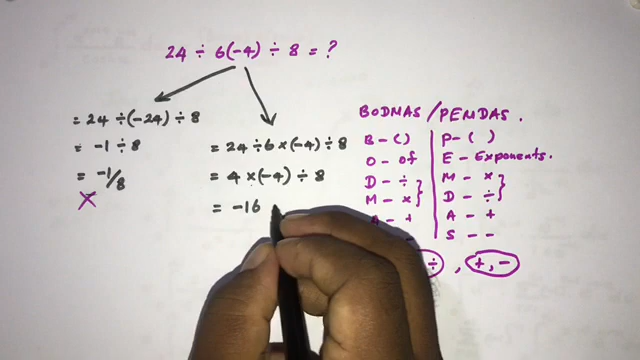 24 ÷ 6(-4) ÷ 8 = ?
= 24 ÷ (-24) ÷ 8
= -1 ÷ 8
= -1/8
×
= 24 ÷ 6 × (-4) ÷ 8
= 4 × (-4) ÷ 8
= -16
BODMAS / PEMDAS .
B - ( )
O - of
D - ÷
M - ×
A - +
P - ( )
E - Exponents.
M - ×
D - ÷
A - +
S - -
÷ , +, -